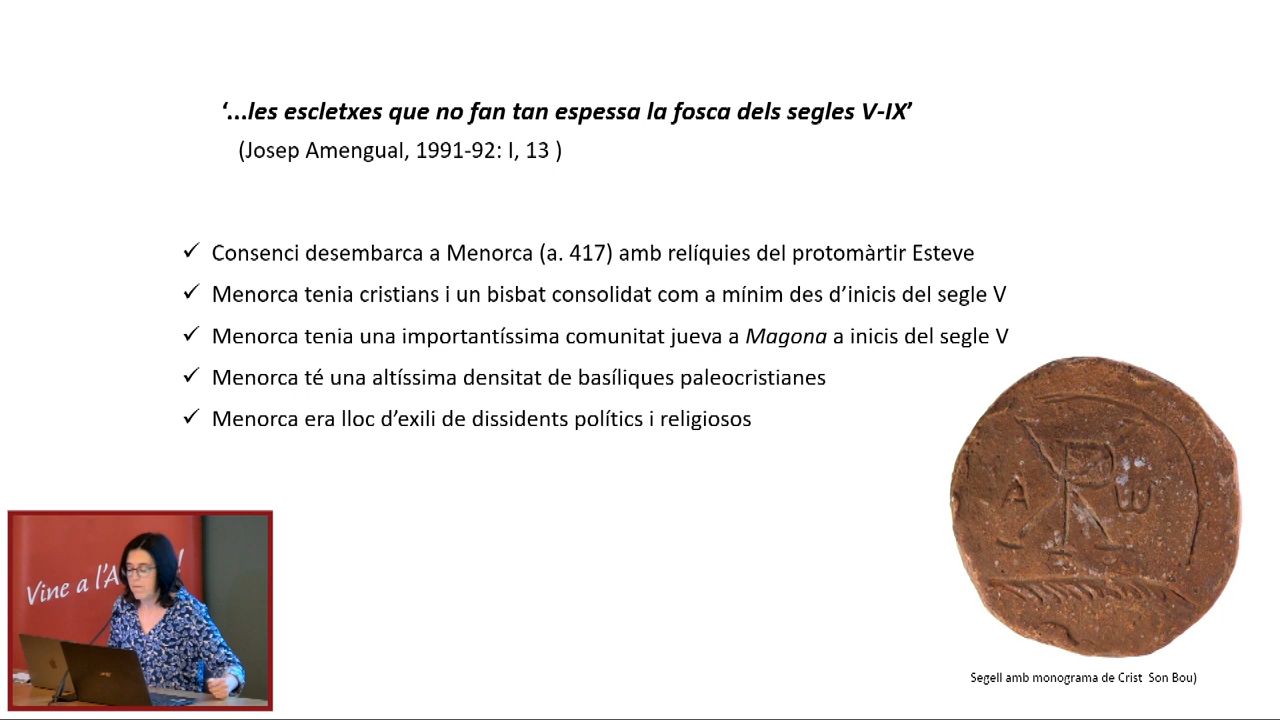 ‘...les escletxes que no fan tan espessa la fosca dels segles V-IX’
(Josep Amengual, 1991-92: I, 13 )
✓ Consenci desembarca a Menorca (a. 417) amb relíquies del protomàrtir Esteve
✓ Menorca tenia cristians i un bisbat consolidat com a mínim des d’inicis del segle V
✓ Menorca tenia una importantíssima comunitat jueva a Magona a inicis del segle V
✓ Menorca té una altíssima densitat de basíliques paleocristianes
✓ Menorca era lloc d’exili de dissidents polítics i religiosos
A ω
Segell amb monograma de Crist Son Bou)
Vine a